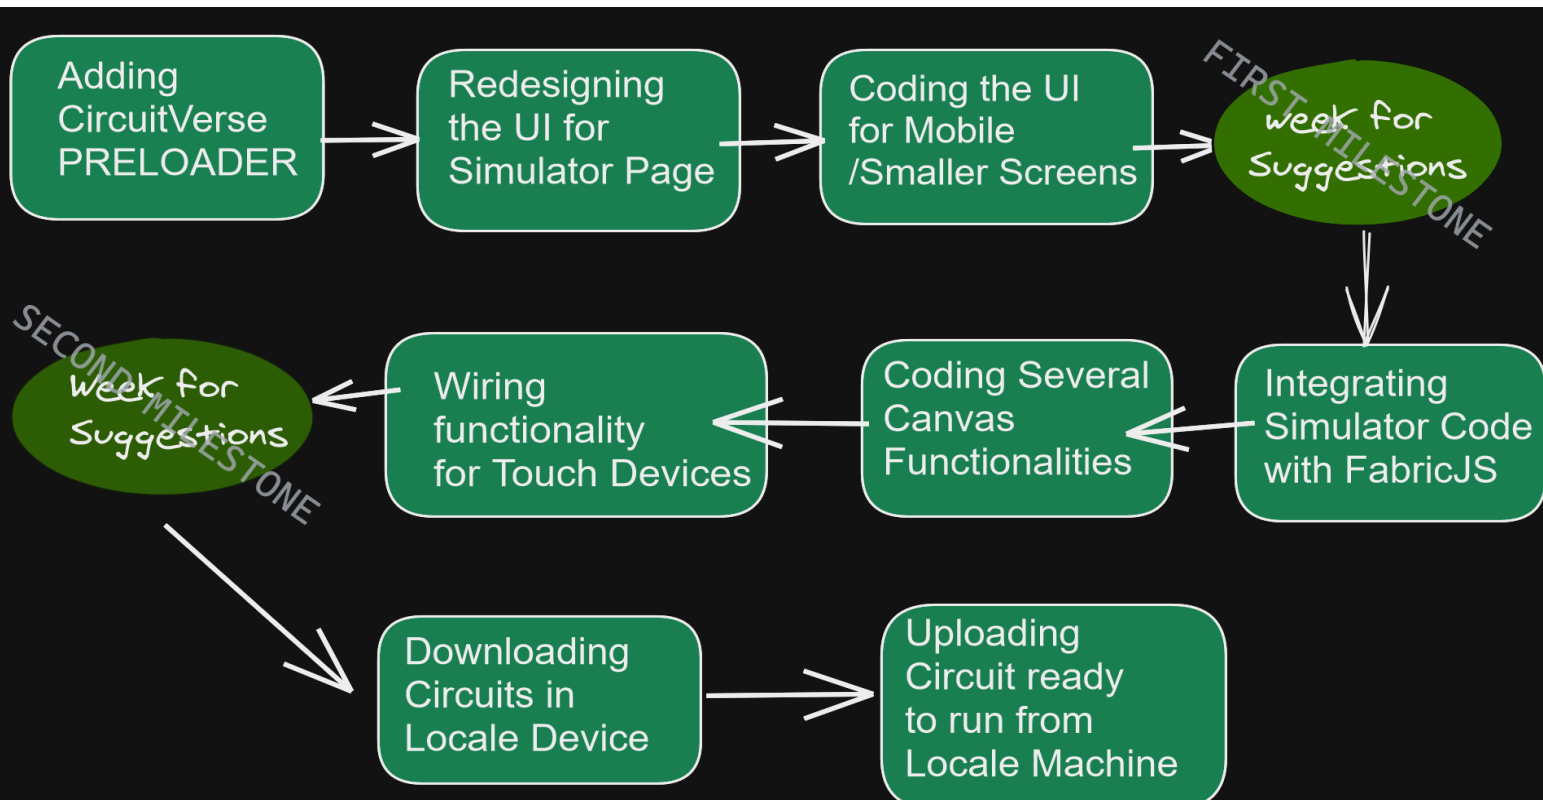 Adding
CircuitVerse
PRELOADER
Redesigning
the UI for
Simulator Page
Coding the UI
for Mobile
/Smaller Screens
FIRST MILESTONE
week for
Suggestions
Integrating
Simulator Code
with FabricJS
Coding Several
Canvas
Functionalities
Wiring
functionality
for Touch Devices
SECOND MILESTONE
Week for
Suggestions
Downloading
Circuits in
Locale Device
Uploading
Circuit ready
to run from
Locale Machine